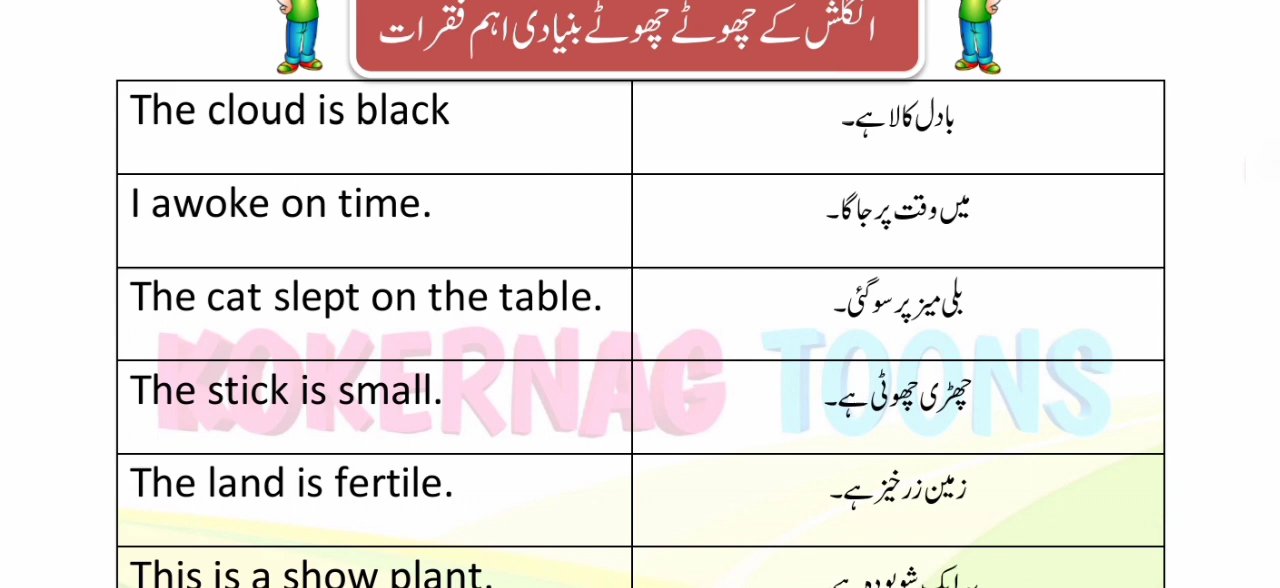 انگلش کے چھوٹے چھوٹے بنیادی اہم فقرات
The cloud is black
بادل کالا ہے۔
I awoke on time.
میں وقت پر جاگا۔
The cat slept on the table.
بلی میز پر سو گئی۔
KOKERNAG TOONS
The stick is small.
چھڑی چھوٹی ہے۔
The land is fertile.
زمین زرخیز ہے۔
This is a show plant.